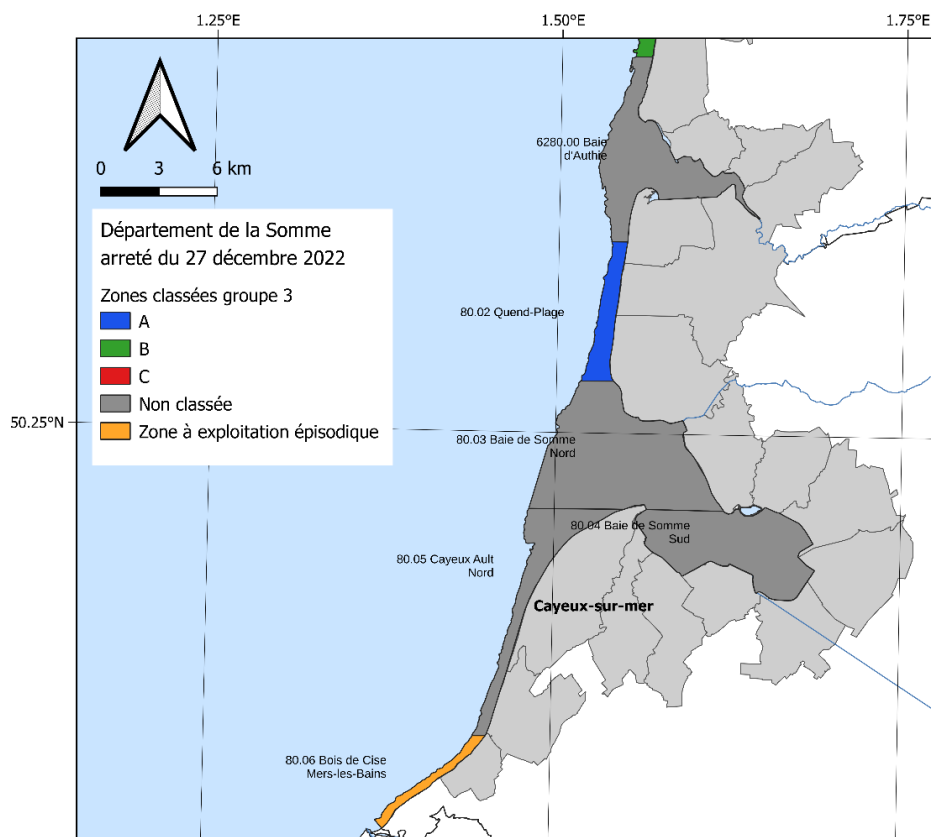 1.25°E
1.50°E
1.75°E
0 3 6 km
6280.00 Baie
d'Authie
Département de la Somme
arreté du 27 décembre 2022
Zones classées groupe 3
A
B
C
Non classée
Zone à exploitation épisodique
80.02 Quend-Plage
50.25°N
80.03 Baie de Somme
Nord
80.04 Baie de Somme
Sud
80.05 Cayeux Ault
Nord
Cayeux-sur-mer
80.06 Bois de Cise
Mers-les-Bains